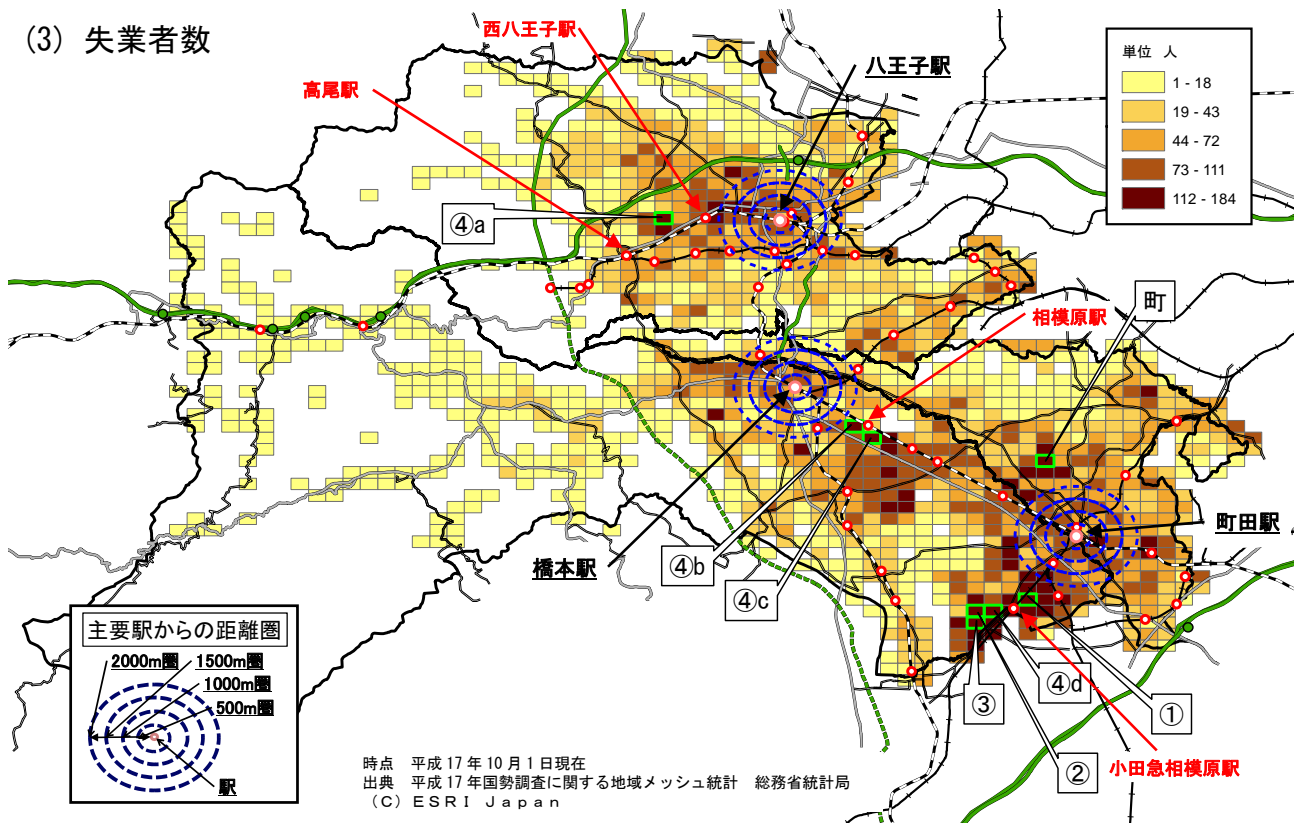 (3) 失業者数
西八王子駅
八王子駅
高尾駅
単位 人
1 - 18
19 - 43
44 - 72
73 - 111
112 - 184
④a
町
相模原駅
町田駅
橋本駅
④b
④c
④d
③
①
②
小田急相模原駅
主要駅からの距離圏
2000m圏
1500m圏
1000m圏
500m圏
駅
時点 平成17年10月1日現在
出典 平成17年国勢調査に関する地域メッシュ統計 総務省統計局
(C) ESRI Japan